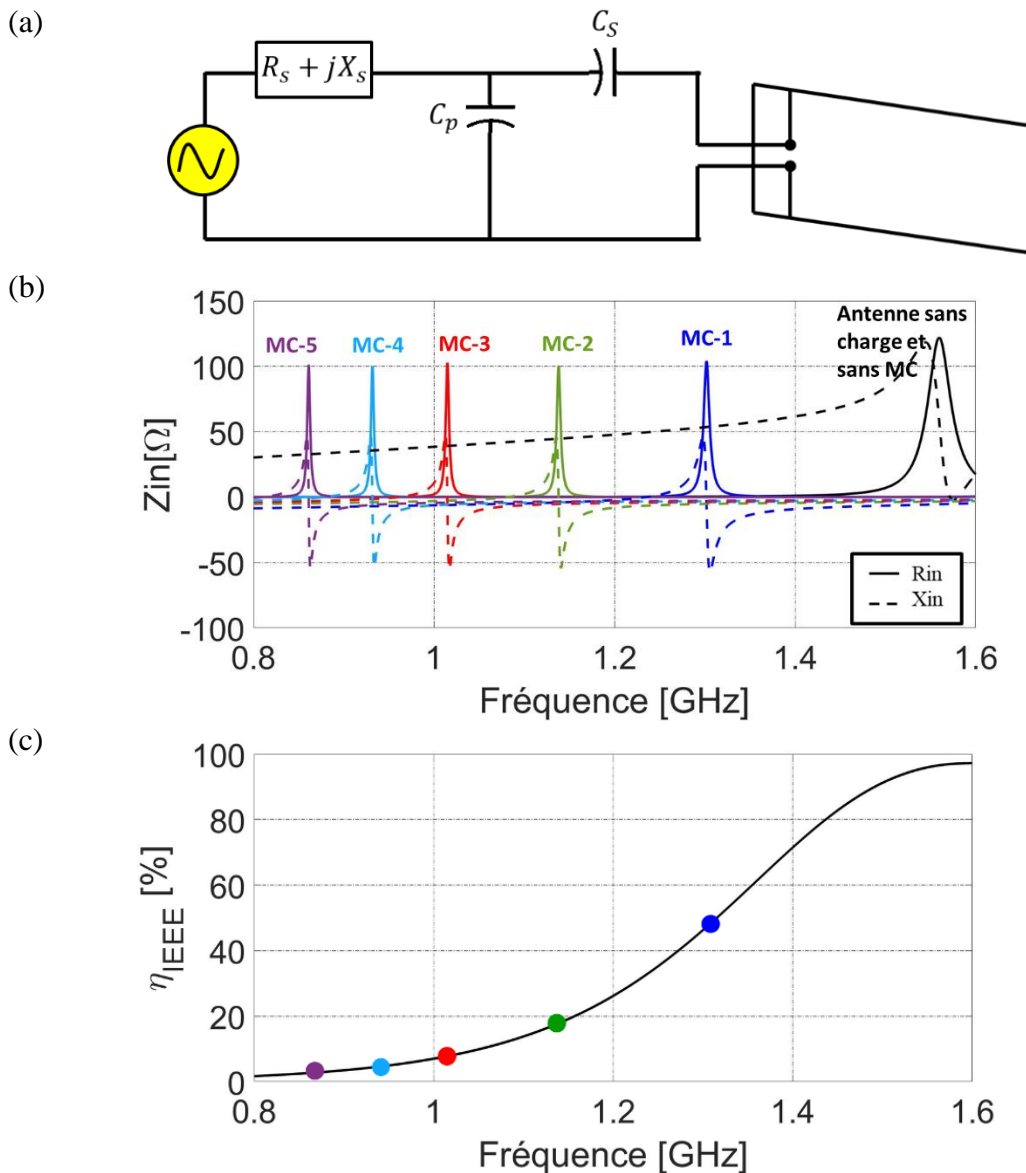 (a)
C_S
R_s + jX_s
C_p
(b)
150
100
50
0
-50
-100
Zin[Ω]
MC-5 MC-4 MC-3 MC-2 MC-1
Antenne sans
charge et
sans MC
Rin
Xin
0.8 1 1.2 1.4 1.6
Fréquence [GHz]
(c)
100
80
60
40
20
0
η_IEEE [%]
0.8 1 1.2 1.4 1.6
Fréquence [GHz]